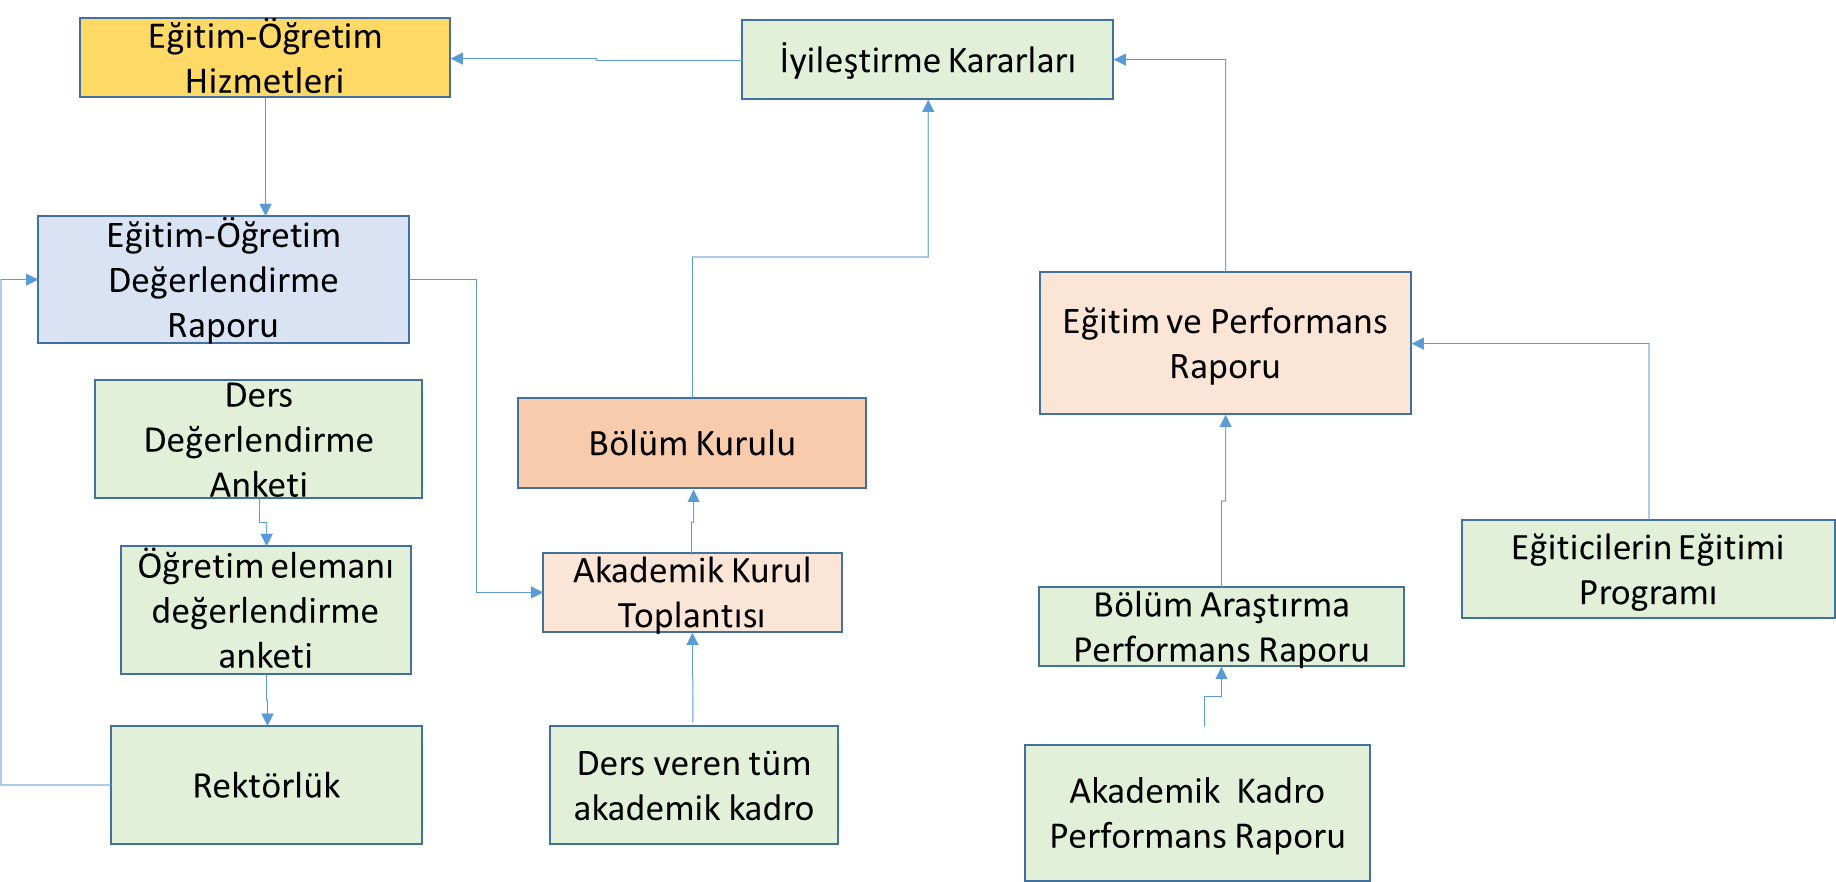 Eğitim-Öğretim
Hizmetleri
İyileştirme Kararları
Eğitim-Öğretim
Değerlendirme
Raporu
Eğitim ve Performans
Raporu
Ders
Değerlendirme
Anketi
Bölüm Kurulu
Öğretim elemanı
değerlendirme
anketi
Akademik Kurul
Toplantısı
Bölüm Araştırma
Performans Raporu
Eğiticilerin Eğitimi
Programı
Rektörlük
Ders veren tüm
akademik kadro
Akademik  Kadro
Performans Raporu